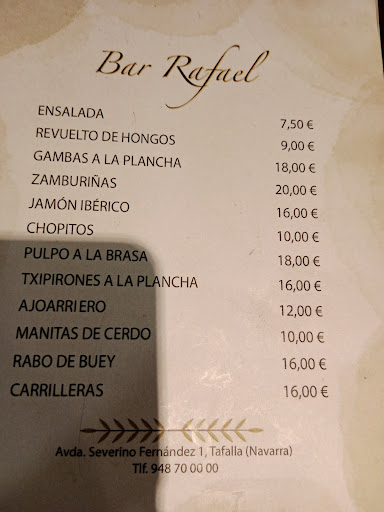 Bar Rafael
ENSALADA 7,50 €
REVUELTO DE HONGOS 9,00 €
GAMBAS A LA PLANCHA 18,00 €
ZAMBURIÑAS 20,00 €
JAMÓN IBÉRICO 16,00 €
CHOPITOS 10,00 €
PULPO A LA BRASA 18,00 €
TXIPIRONES A LA PLANCHA 16,00 €
AJOARRIERO 12,00 €
MANITAS DE CERDO 10,00 €
RABO DE BUEY 16,00 €
CARRILLERAS 16,00 €
Avda. Severino Fernández 1, Tafalla (Navarra)
Tlf. 948 70 00 00